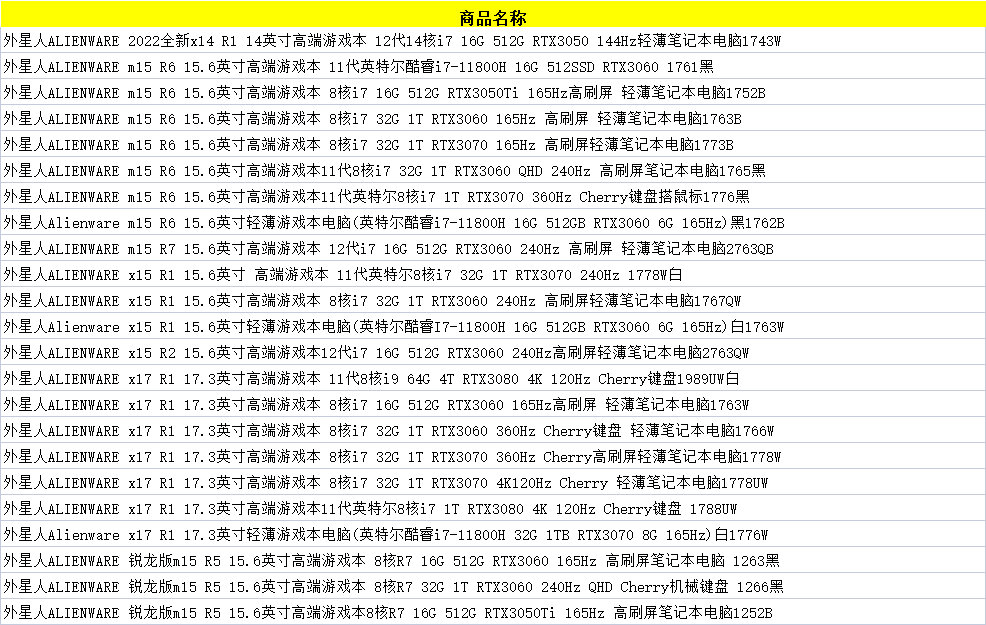 商品名称
外星人ALIENWARE 2022全新x14 R1 14英寸高端游戏本 12代14核i7 16G 512G RTX3050 144Hz轻薄笔记本电脑1743W
外星人ALIENWARE m15 R6 15.6英寸高端游戏本 11代英特尔酷睿i7-11800H 16G 512SSD RTX3060 1761黑
外星人ALIENWARE m15 R6 15.6英寸高端游戏本 8核i7 16G 512G RTX3050Ti 165Hz高刷屏 轻薄笔记本电脑1752B
外星人ALIENWARE m15 R6 15.6英寸高端游戏本 8核i7 32G 1T RTX3060 165Hz 高刷屏 轻薄笔记本电脑1763B
外星人ALIENWARE m15 R6 15.6英寸高端游戏本 8核i7 32G 1T RTX3070 165Hz 高刷屏轻薄笔记本电脑1773B
外星人ALIENWARE m15 R6 15.6英寸高端游戏本11代8核i7 32G 1T RTX3060 QHD 240Hz 高刷屏笔记本电脑1765黑
外星人ALIENWARE m15 R6 15.6英寸高端游戏本11代英特尔8核i7 1T RTX3070 360Hz Cherry键盘搭鼠标1776黑
外星人Alienware m15 R6 15.6英寸轻薄游戏本电脑(英特尔酷睿i7-11800H 16G 512GB RTX3060 6G 165Hz)黑1762B
外星人ALIENWARE m15 R7 15.6英寸高端游戏本 12代i7 16G 512G RTX3060 240Hz 高刷屏 轻薄笔记本电脑2763QB
外星人ALIENWARE x15 R1 15.6英寸 高端游戏本 11代英特尔8核i7 32G 1T RTX3070 240Hz 1778W白
外星人ALIENWARE x15 R1 15.6英寸高端游戏本 8核i7 32G 1T RTX3060 240Hz 高刷屏轻薄笔记本电脑1767QW
外星人Alienware x15 R1 15.6英寸轻薄游戏本电脑(英特尔酷睿I7-11800H 16G 512GB RTX3060 6G 165Hz)白1763W
外星人ALIENWARE x15 R2 15.6英寸高端游戏本12代i7 16G 512G RTX3060 240Hz高刷屏轻薄笔记本电脑2763QW
外星人ALIENWARE x17 R1 17.3英寸高端游戏本 11代8核i9 64G 4T RTX3080 4K 120Hz Cherry键盘1989UW白
外星人ALIENWARE x17 R1 17.3英寸高端游戏本 8核i7 16G 512G RTX3060 165Hz高刷屏 轻薄笔记本电脑1763W
外星人ALIENWARE x17 R1 17.3英寸高端游戏本 8核i7 32G 1T RTX3060 360Hz Cherry键盘 轻薄笔记本电脑1766W
外星人ALIENWARE x17 R1 17.3英寸高端游戏本 8核i7 32G 1T RTX3070 360Hz Cherry高刷屏轻薄笔记本电脑1778W
外星人ALIENWARE x17 R1 17.3英寸高端游戏本 8核i7 32G 1T RTX3070 4K120Hz Cherry 轻薄笔记本电脑1778UW
外星人ALIENWARE x17 R1 17.3英寸高端游戏本11代英特尔8核i7 1T RTX3080 4K 120Hz Cherry键盘 1788UW
外星人Alienware x17 R1 17.3英寸轻薄游戏本电脑(英特尔酷睿i7-11800H 32G 1TB RTX3070 8G 165Hz)白1776W
外星人ALIENWARE 锐龙版m15 R5 15.6英寸高端游戏本 8核R7 16G 512G RTX3060 165Hz 高刷屏笔记本电脑 1263黑
外星人ALIENWARE 锐龙版m15 R5 15.6英寸高端游戏本 8核R7 32G 1T RTX3060 240Hz QHD Cherry机械键盘 1266黑
外星人ALIENWARE 锐龙版m15 R5 15.6英寸高端游戏本8核R7 16G 512G RTX3050Ti 165Hz 高刷屏笔记本电脑1252B